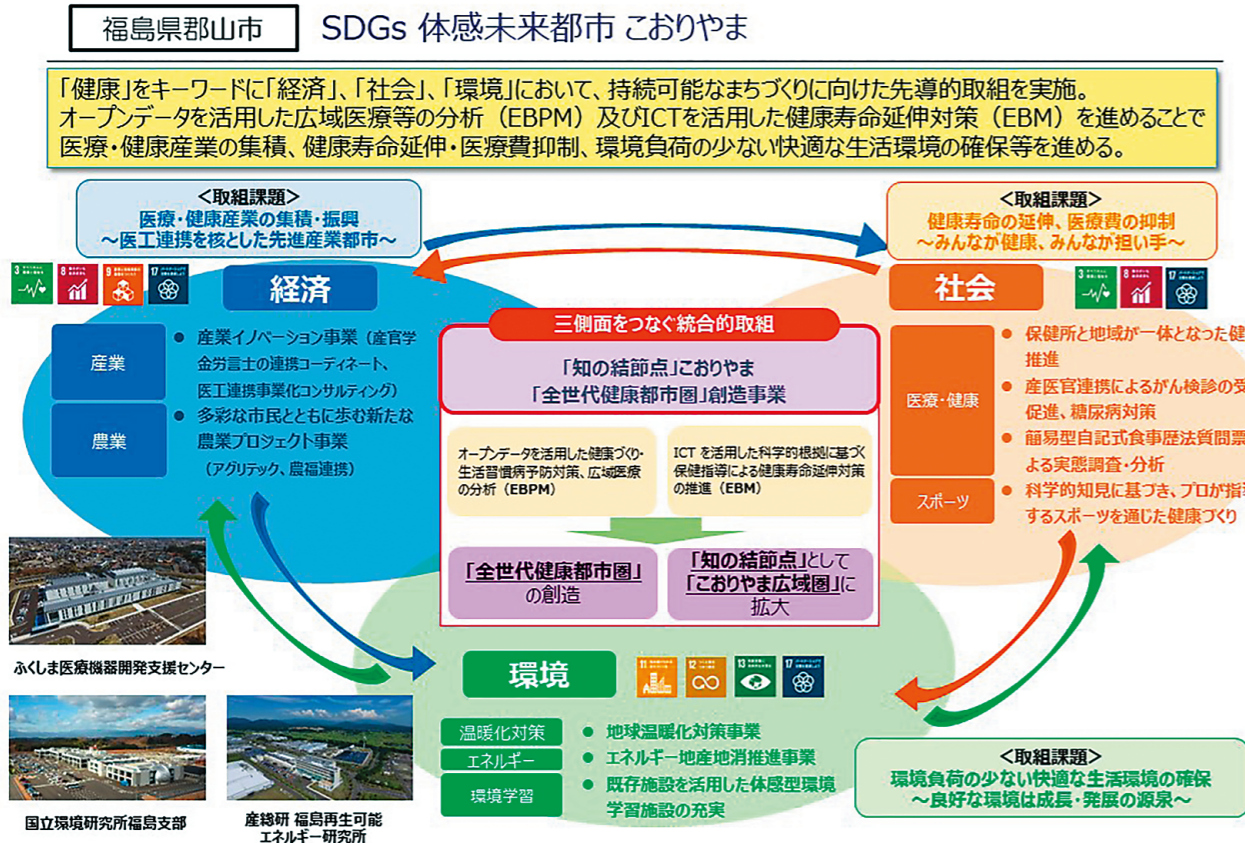 福島県郡山市
SDGs 体感未来都市 こおりやま
「健康」をキーワードに「経済」、「社会」、「環境」において、持続可能なまちづくりに向けた先導的取組を実施。
オープンデータを活用した広域医療等の分析（EBPM）及びICTを活用した健康寿命延伸対策（EBM）を進めることで
医療・健康産業の集積、健康寿命延伸・医療費抑制、環境負荷の少ない快適な生活環境の確保等を進める。
＜取組課題＞
医療・健康産業の集積・振興
～医工連携を核とした先進産業都市～
＜取組課題＞
健康寿命の延伸、医療費の抑制
～みんなが健康、みんなが担い手～
3
8
9
17
経済
産業
● 産業イノベーション事業（産官学
金労言士の連携コーディネート、
医工連携事業化コンサルティング）
農業
● 多彩な市民とともに歩む新たな
農業プロジェクト事業
（アグリテック、農福連携）
三側面をつなぐ統合的取組
「知の結節点」こおりやま
「全世代健康都市圏」創造事業
オープンデータを活用した健康づくり・
生活習慣病予防対策、広域医療
の分析（EBPM）
ICT を活用した科学的根拠に基づく
保健指導による健康寿命延伸対策
の推進（EBM）
「全世代健康都市圏」
の創造
「知の結節点」として
「こおりやま広域圏」に
拡大
社会
3
8
17
医療・健康
● 保健所と地域が一体となった健
推進
● 産医官連携によるがん検診の受
促進、糖尿病対策
● 簡易型自記式食事歴法質問票
よる実態調査・分析
スポーツ
● 科学的知見に基づき、プロが指導
するスポーツを通じた健康づくり
ふくしま医療機器開発支援センター
国立環境研究所福島支部
産総研 福島再生可能
エネルギー研究所
環境
11
12
13
17
温暖化対策
● 地球温暖化対策事業
エネルギー
● エネルギー地産地消推進事業
環境学習
● 既存施設を活用した体感型環境
学習施設の充実
＜取組課題＞
環境負荷の少ない快適な生活環境の確保
～良好な環境は成長・発展の源泉～